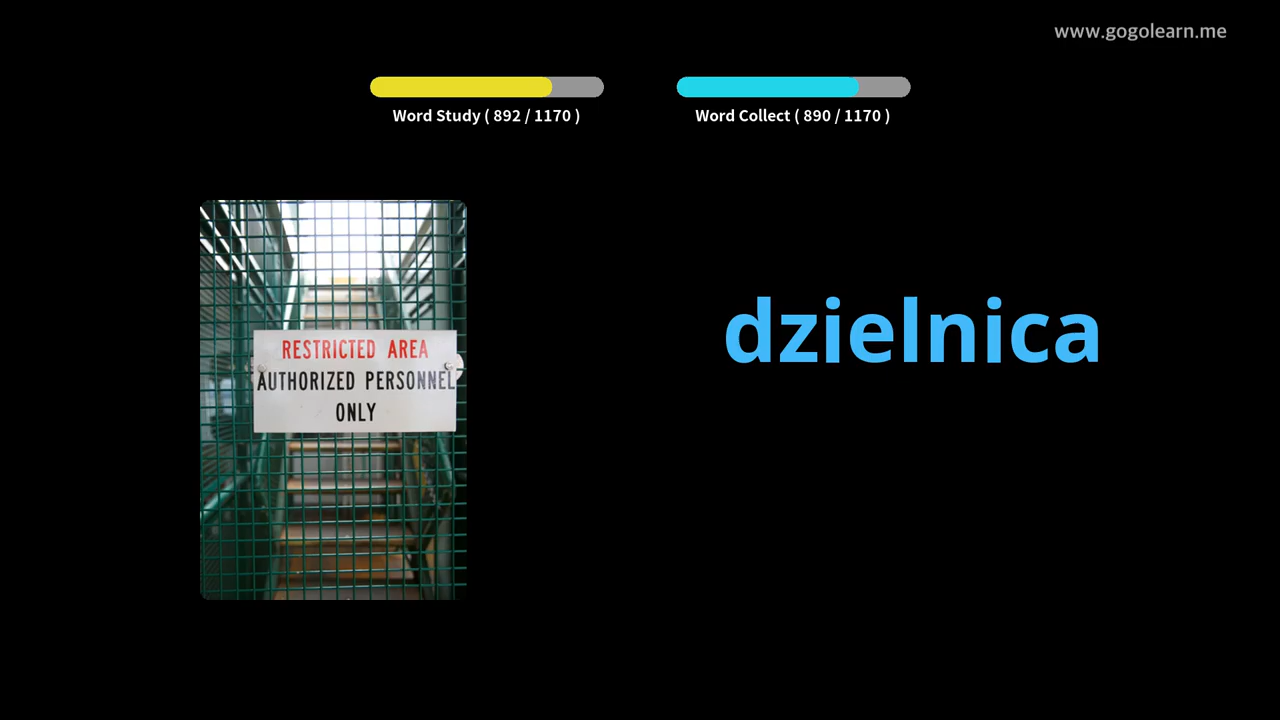 www.gogolearn.me
Word Study ( 892 / 1170 )
Word Collect ( 890 / 1170 )
RESTRICTED AREA
AUTHORIZED PERSONNEL
ONLY
dzielnica